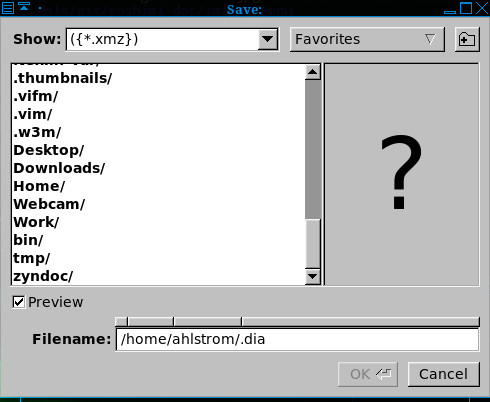 Save:
Show: ({*.xmz}) Favorites
.thumbnails/
.vifm/
.vim/
.w3m/
Desktop/
Downloads/
Home/
Webcam/
Work/
bin/
tmp/
zyndoc/
?
Preview
Filename: /home/ahlstrom/.dia
OK Cancel